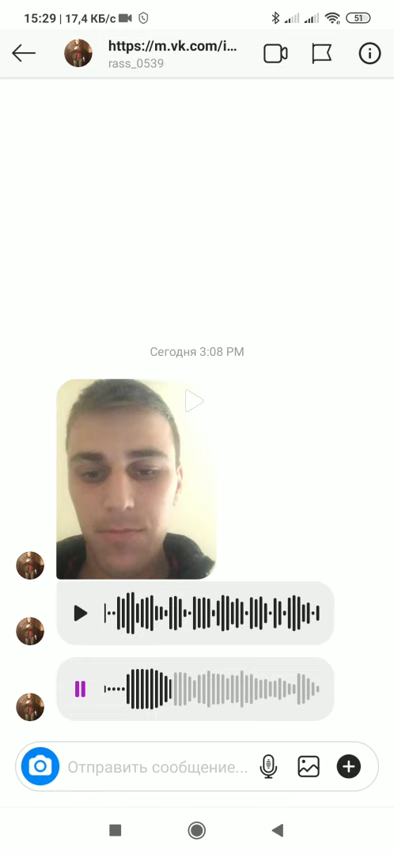 15:29 | 17,4 КБ/с
51
https://m.vk.com/i...
rass_0539
Сегодня 3:08 PM
Отправить сообщение...